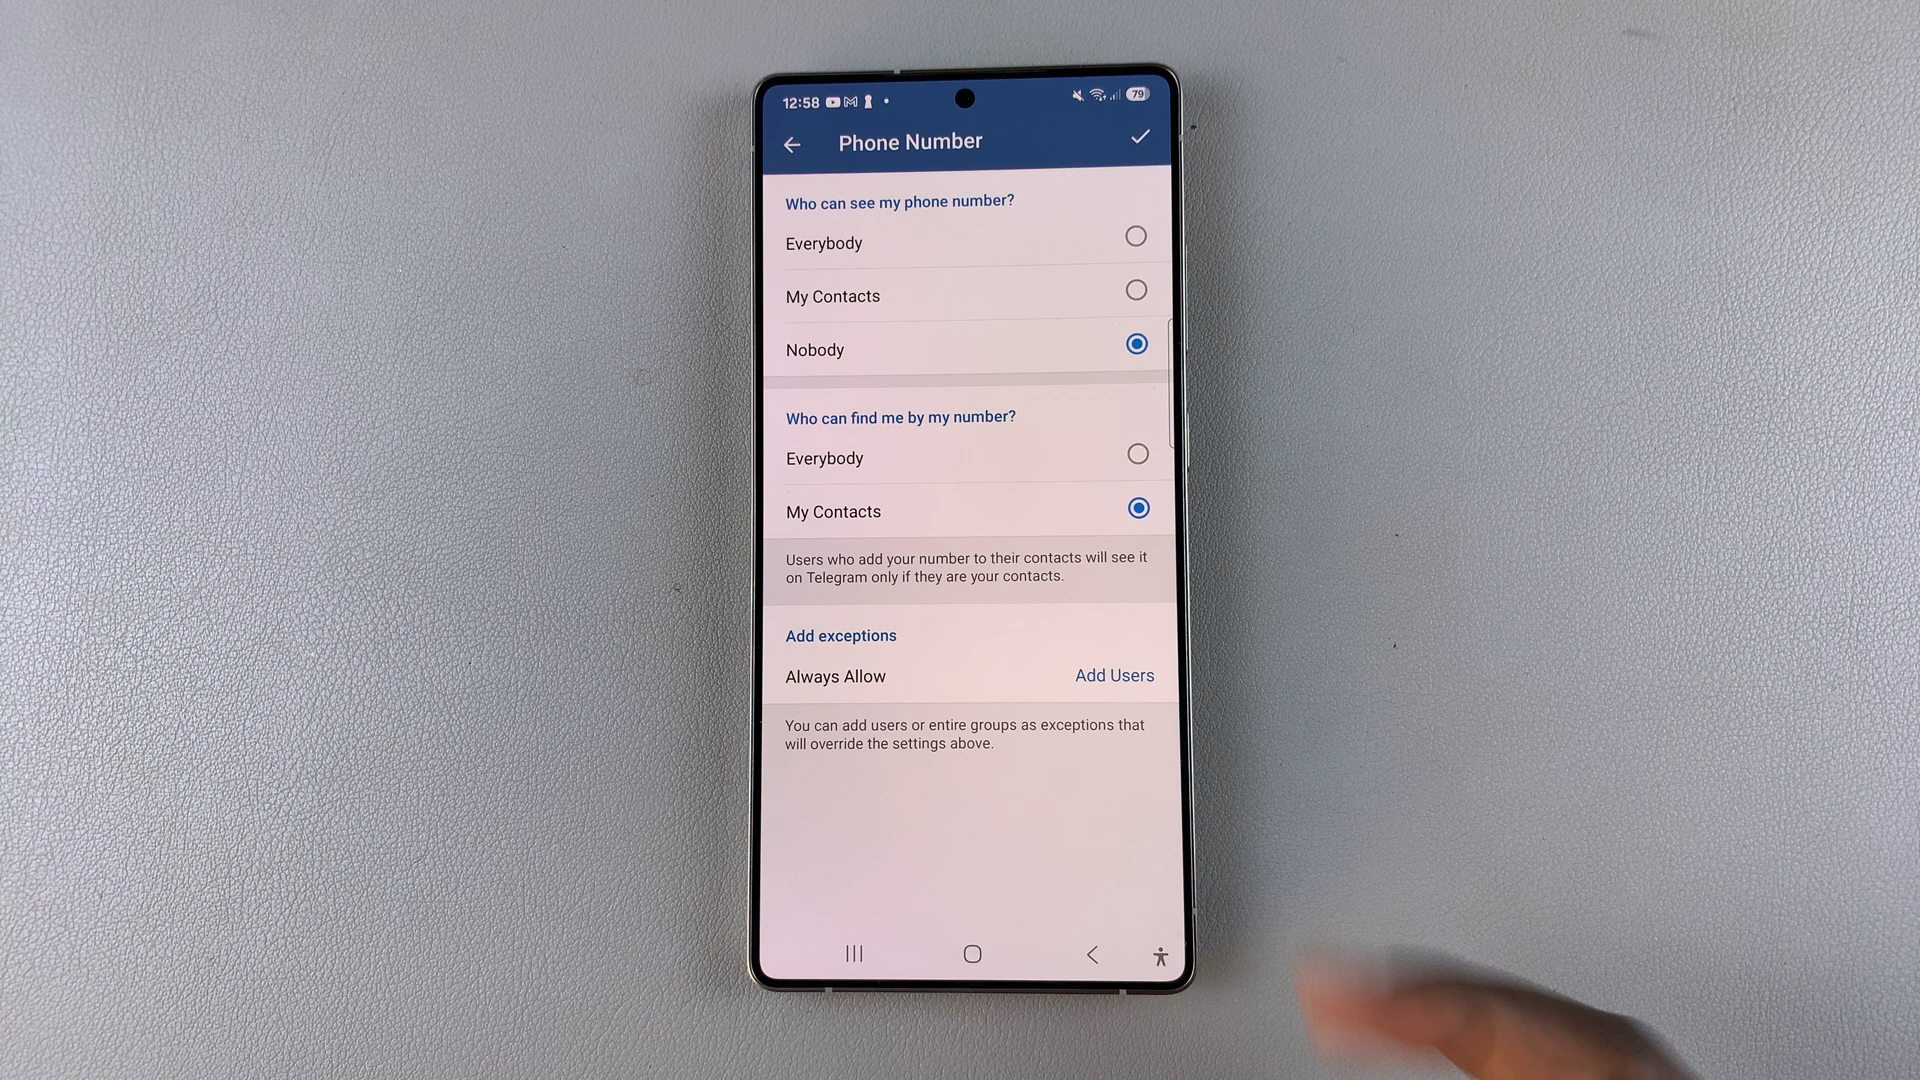 12:58
79
Phone Number
Who can see my phone number?
Everybody
My Contacts
Nobody
Who can find me by my number?
Everybody
My Contacts
Users who add your number to their contacts will see it
on Telegram only if they are your contacts.
Add exceptions
Always Allow Add Users
You can add users or entire groups as exceptions that
will override the settings above.